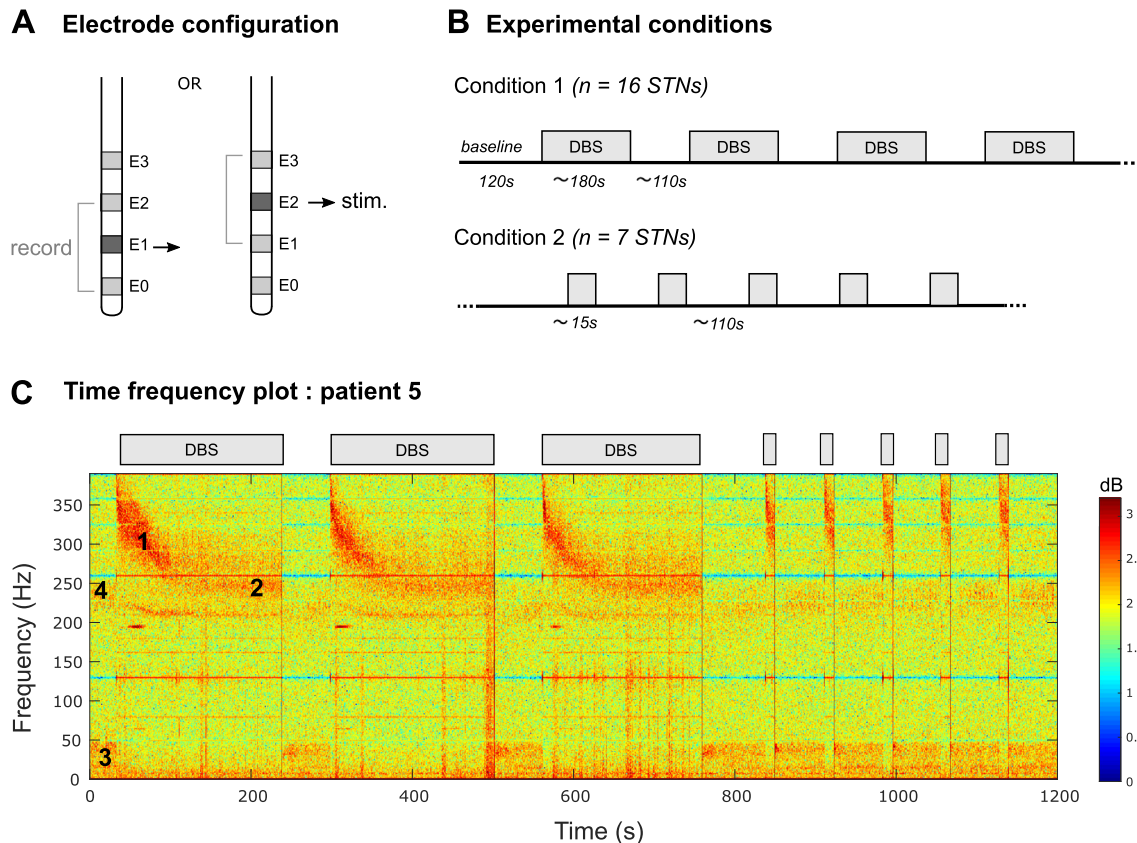 A Electrode configuration
OR
E3
E2
E1
E0
record
E3
E2
E1
E0
stim.
B Experimental conditions
Condition 1 (n = 16 STNs)
baseline DBS DBS DBS DBS
120s ~180s ~110s
Condition 2 (n = 7 STNs)
~15s ~110s
C Time frequency plot : patient 5
DBS DBS DBS
dB
3
2.
2.
1.
1
0.
0
Frequency (Hz)
350
300
250
200
150
100
50
0
1
2
4
3
0 200 400 600 800 1000 1200
Time (s)